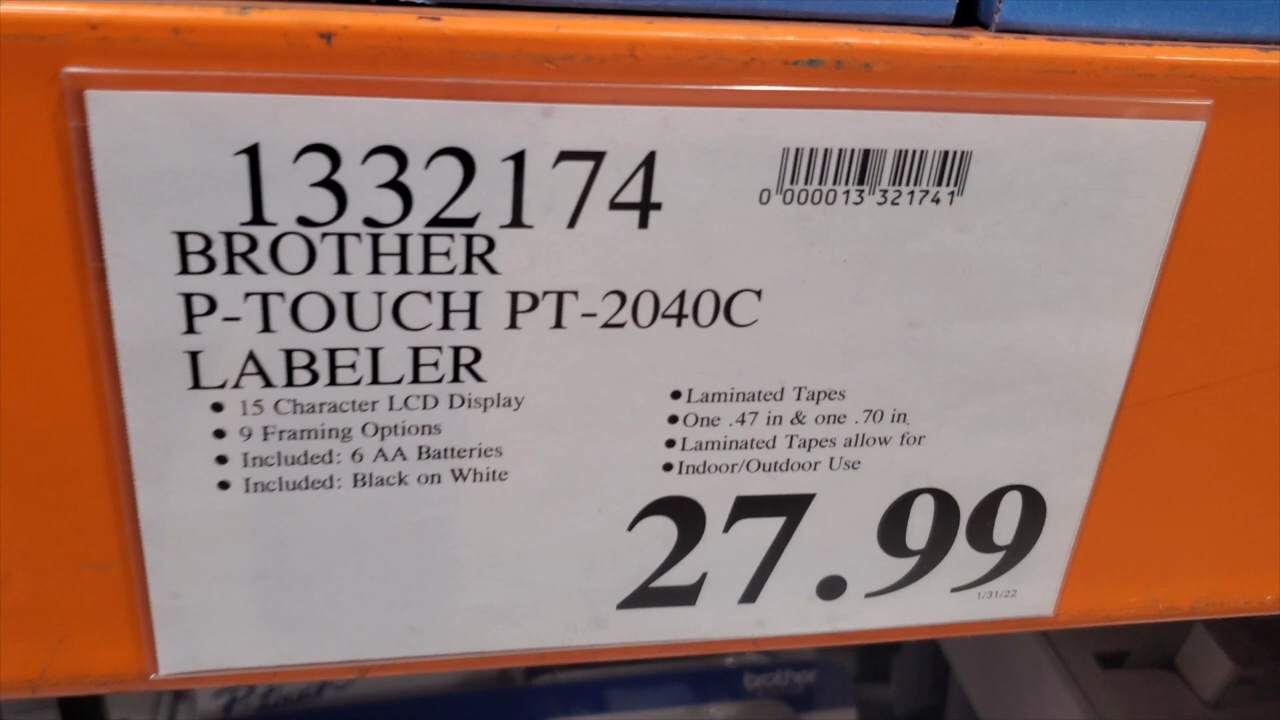 1332174
0 000013 321741
BROTHER
P-TOUCH PT-2040C
LABELER
• 15 Character LCD Display
• 9 Framing Options
• Included: 6 AA Batteries
• Included: Black on White
• Laminated Tapes
• One .47 in & one .70 in.
• Laminated Tapes allow for
• Indoor/Outdoor Use
27.99
1/31/22
P-touch
brother